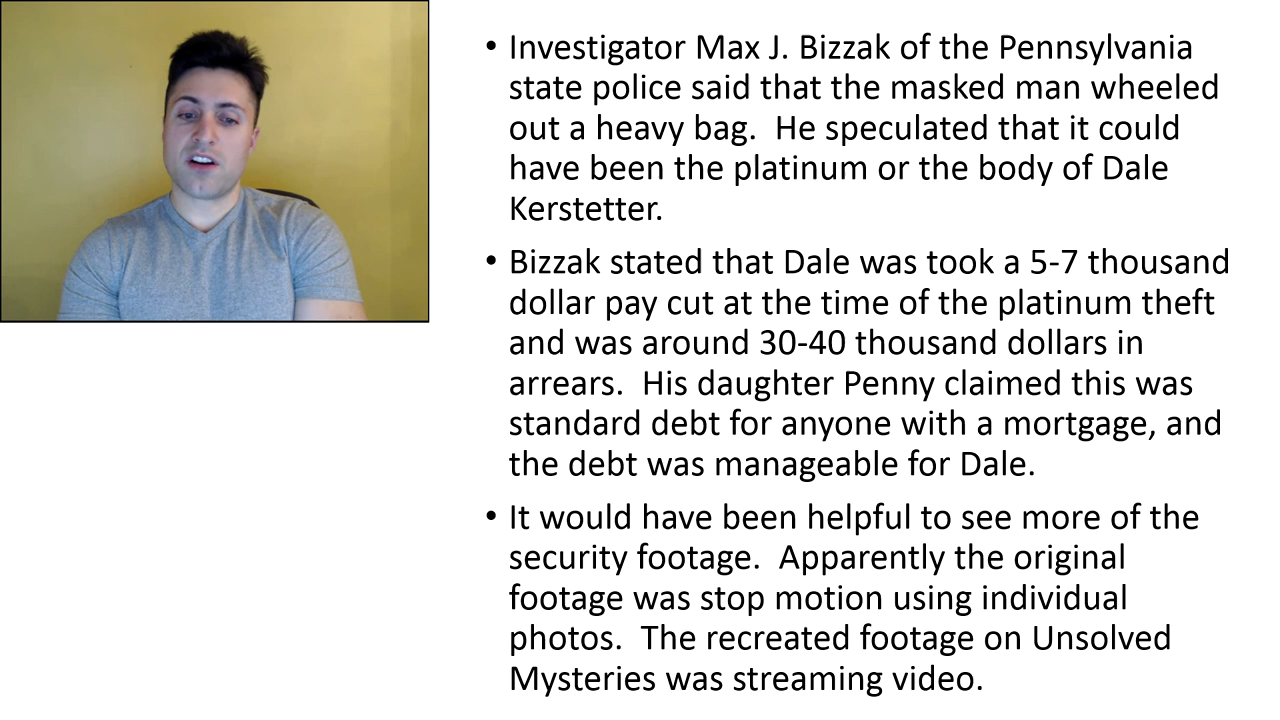 • Investigator Max J. Bizzak of the Pennsylvania
state police said that the masked man wheeled
out a heavy bag.  He speculated that it could
have been the platinum or the body of Dale
Kerstetter.
• Bizzak stated that Dale was took a 5-7 thousand
dollar pay cut at the time of the platinum theft
and was around 30-40 thousand dollars in
arrears.  His daughter Penny claimed this was
standard debt for anyone with a mortgage, and
the debt was manageable for Dale.
• It would have been helpful to see more of the
security footage.  Apparently the original
footage was stop motion using individual
photos.  The recreated footage on Unsolved
Mysteries was streaming video.